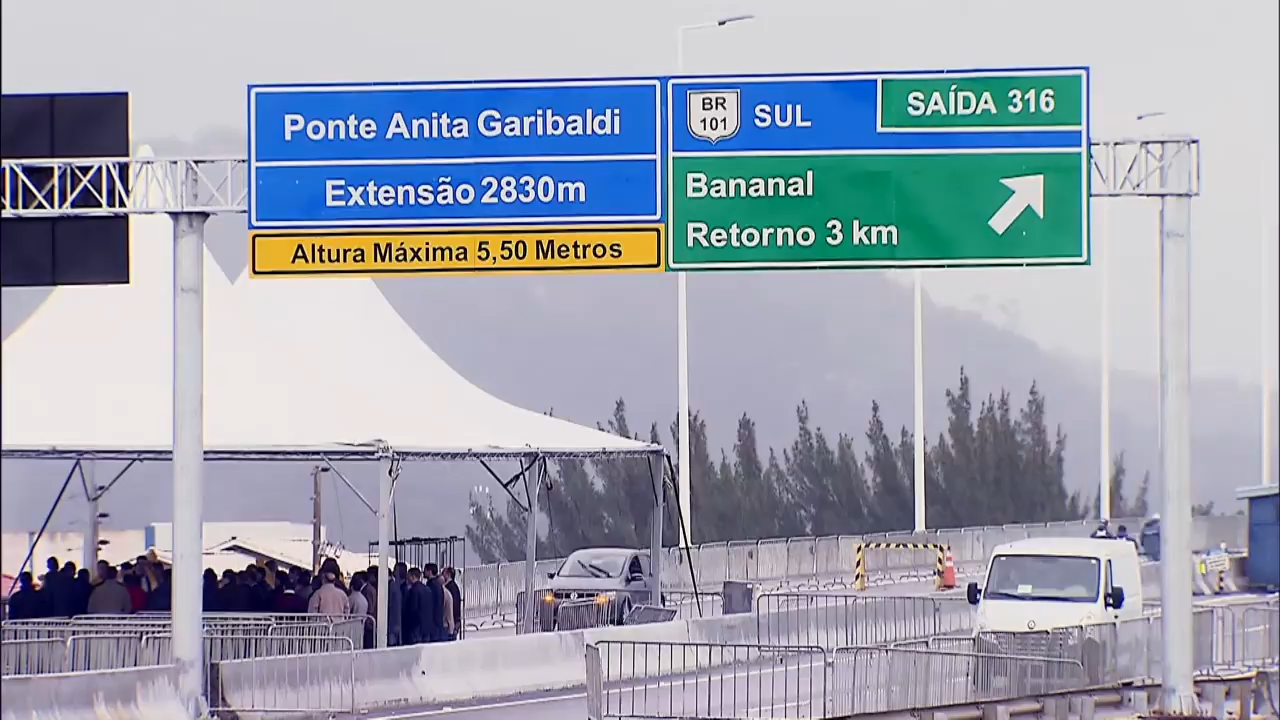 Ponte Anita Garibaldi
Extensão 2830m
Altura Máxima 5,50 Metros
BR
101
SUL
SAÍDA 316
Bananal
Retorno 3 km